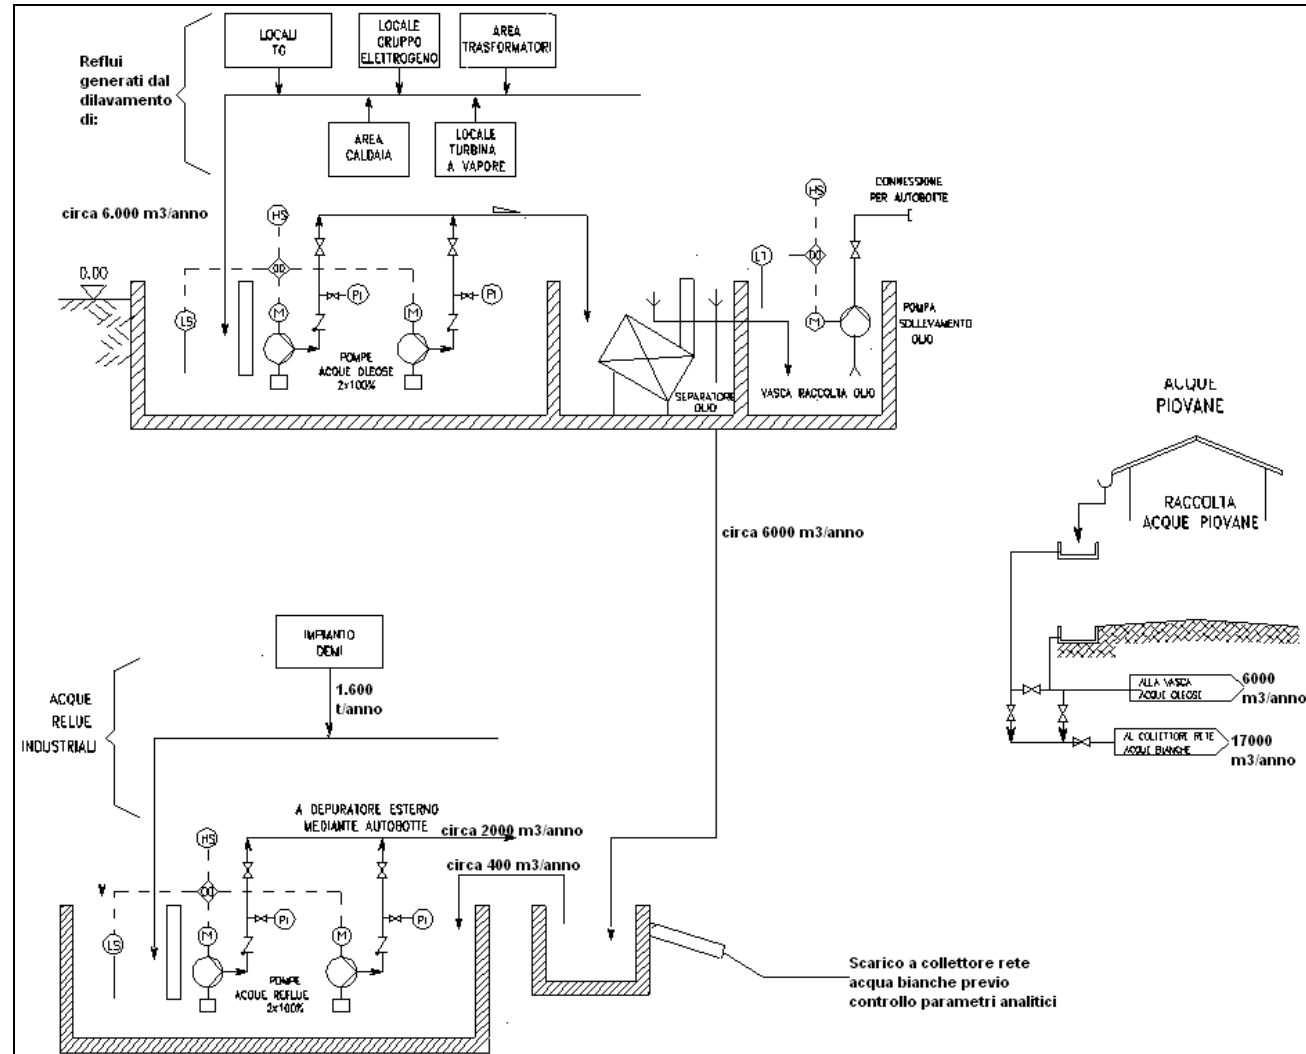 Reflui
generati dal
dilavamento
di:
LOCALI
TG
LOCALE
GRUPPO
ELETTROGENO
AREA
TRASFORMATORI
AREA
CALDAIA
LOCALE
TURBINA
A VAPORE
circa 6.000 m3/anno
HS
CONNESSIONE
PER AUTOBOTTE
HS
0.00
OO
LT
OO
LS
M
PI
M
PI
M
POMPA
SOLLEVAMENTO
OLIO
POMPE
ACQUE OLEOSE
2x100%
SEPARATORE
OLIO
VASCA RACCOLTA OLIO
ACQUE
PIOVANE
RACCOLTA
ACQUE PIOVANE
circa 6000 m3/anno
IMPIANTO
DEMI
1.600
t/anno
ACQUE
RELUE
INDUSTRIALI
ALLA VASCA
ACQUE OLEOSE
6000
m3/anno
AL COLLETTORE RETE
ACQUE BIANCHE
17000
m3/anno
A DEPURATORE ESTERNO
MEDIANTE AUTOBOTTE
circa 2000 m3/anno
circa 400 m3/anno
HS
OO
LS
M
PI
M
PI
POMPE
ACQUE REFLUE
2x100%
Scarico a collettore rete
acqua bianche previo
controllo parametri analitici